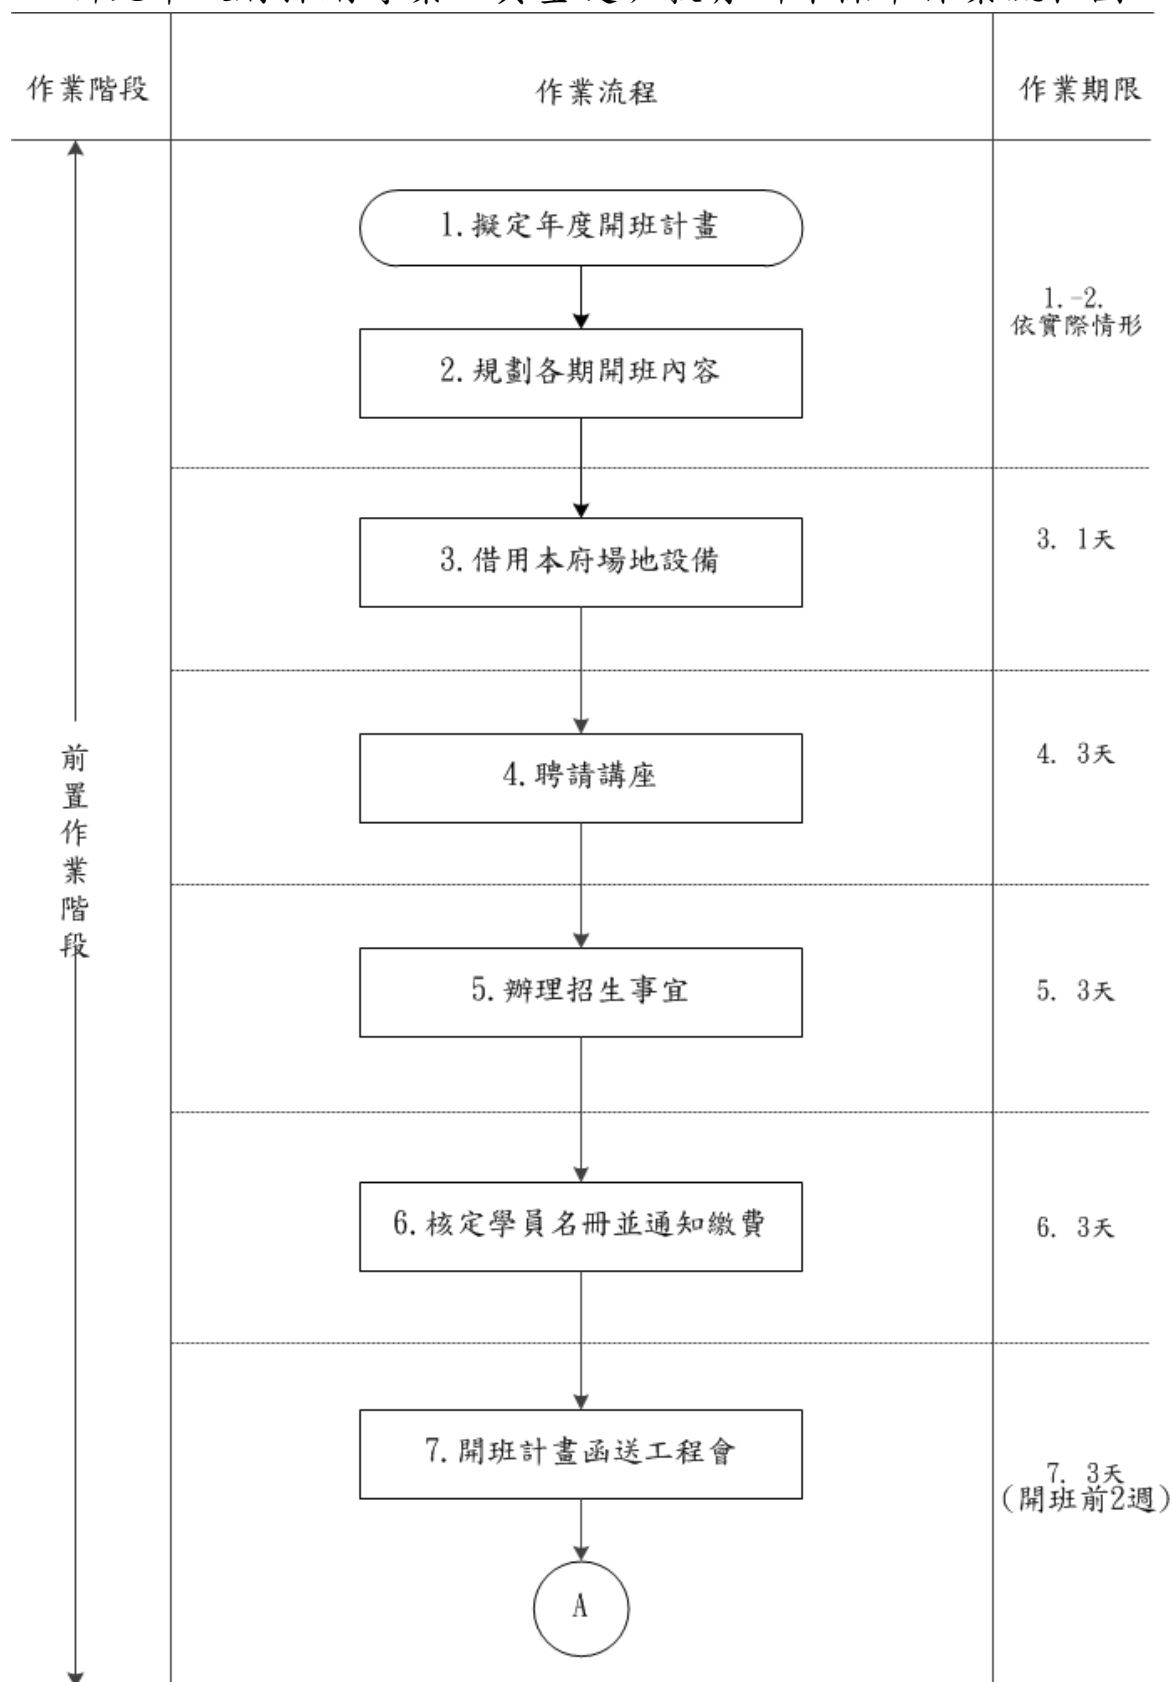 作業階段
作業流程
作業期限
1.擬定年度開班計畫
1.-2.
依實際情形
2.規劃各期開班內容
3.借用本府場地設備
3. 1天
前置作業階段
4.聘請講座
4. 3天
5.辦理招生事宜
5. 3天
6.核定學員名冊並通知繳費
6. 3天
7.開班計畫函送工程會
7. 3天
(開班前2週)
A